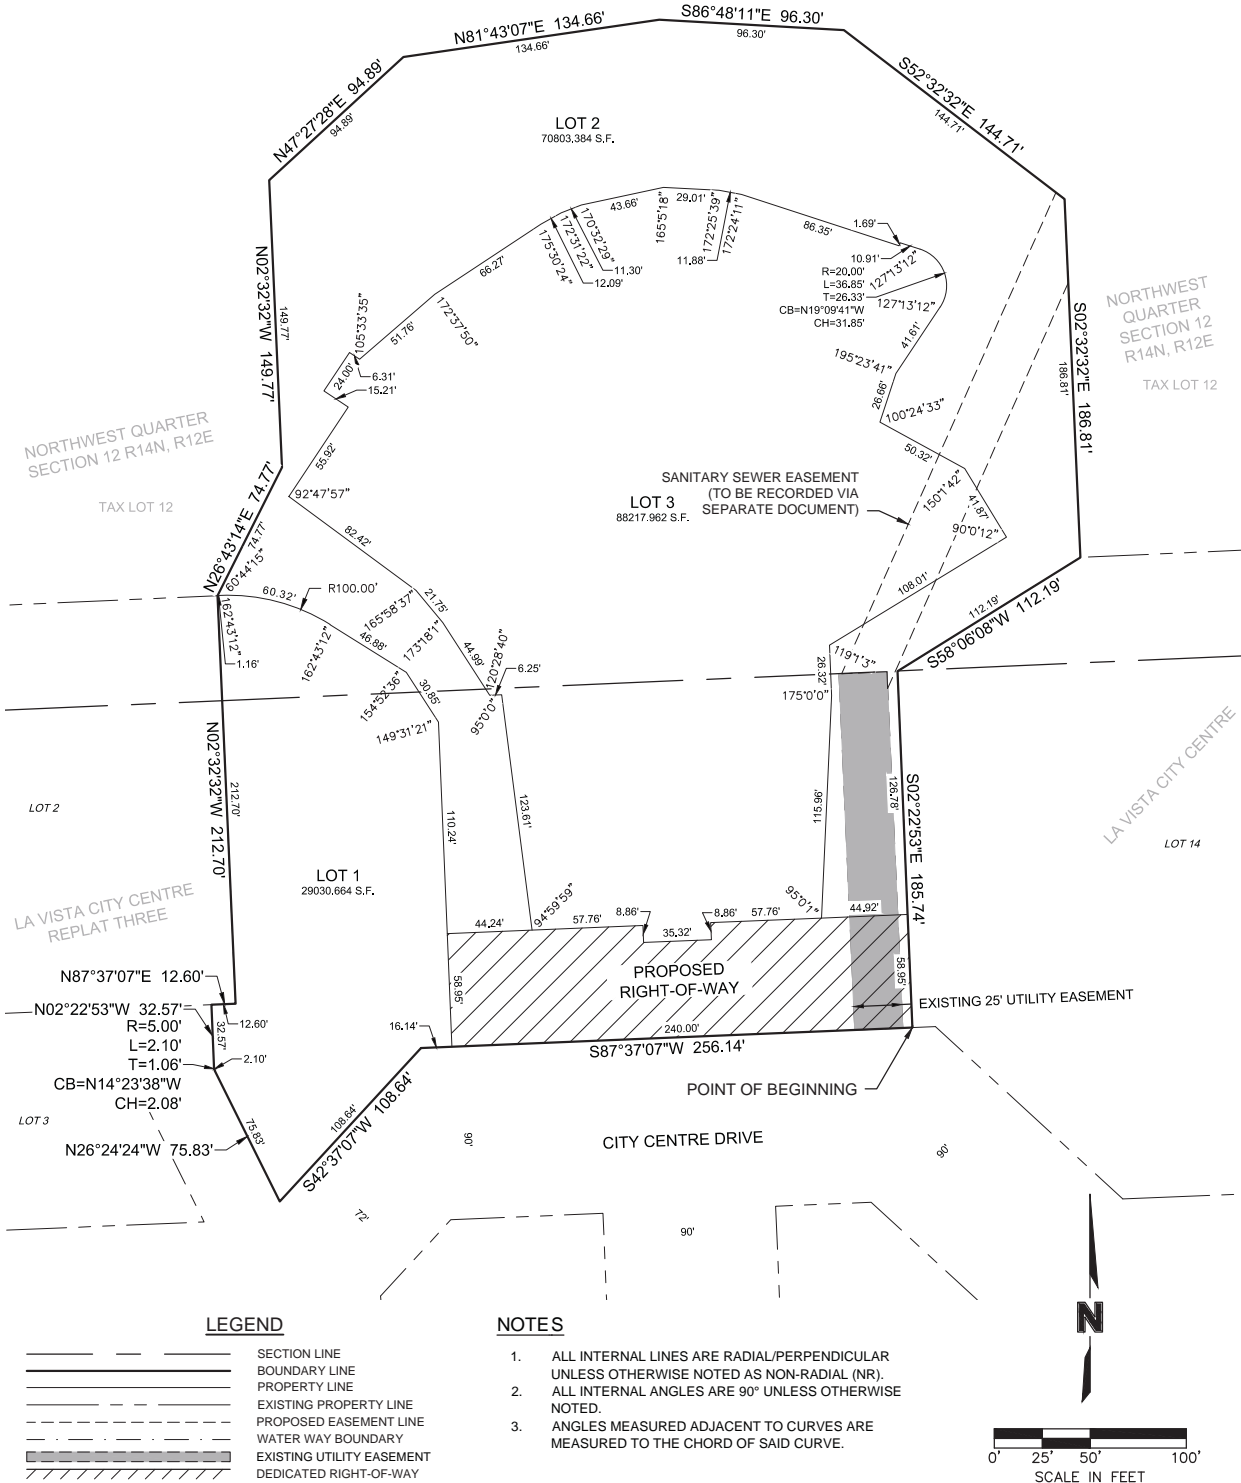 S86°48'11"E 96.30'
96.30'
N81°43'07"E 134.66'
134.66'
N47°27'28"E 94.89'
94.89'
S52°32'32"E 144.71'
144.71'
LOT 2
70803.384 S.F.
43.66'
165°5'18"
29.01'
172°25'39"
172°24'11"
11.88'
86.35'
1.69'
10.91'
127°13'12"
R=20.00'
L=36.85'
T=26.33'
CB=N19°09'41"W
CH=31.85'
127°13'12"
41.61'
195°23'41"
26.66'
100°24'33"
50.32'
150°1'42"
41.87'
90°0'12"
108.01'
170°32'29"
172°31'22"
175°30'24"
11.30'
12.09'
66.27'
172°37'50"
51.76'
105°33'35"
24.00'
6.31'
15.21'
55.92'
92°47'57"
82.42'
N02°32'32"W 149.77'
149.77'
NORTHWEST QUARTER
SECTION 12 R14N, R12E
TAX LOT 12
NORTHWEST
QUARTER
SECTION 12
R14N, R12E
TAX LOT 12
S02°32'32"E 186.81'
186.81'
SANITARY SEWER EASEMENT
(TO BE RECORDED VIA
SEPARATE DOCUMENT)
LOT 3
88217.962 S.F.
N26°43'14"E 74.77'
74.77'
60°44'15"
60.32'
R100.00'
162°43'12"
1.16'
162°43'12"
46.88'
165°58'37"
21.75'
173°18'1"
44.99'
120°28'40"
6.25'
95°0'0"
154°52'36"
30.85'
149°31'21"
112.19'
S58°06'08"W 112.19'
119°1'3"
26.32'
175°0'0"
N02°32'32"W 212.70'
212.70'
LOT 2
LA VISTA CITY CENTRE
REPLAT THREE
LOT 1
29030.664 S.F.
110.24'
123.61'
115.96'
126.78'
S02°22'53"E 185.74'
LA VISTA CITY CENTRE
LOT 14
44.24'
94°59'59"
57.76'
8.86'
35.32'
8.86'
57.76'
95°0'1"
44.92'
PROPOSED
RIGHT-OF-WAY
58.95'
58.95'
EXISTING 25' UTILITY EASEMENT
N87°37'07"E 12.60'
12.60'
N02°22'53"W 32.57'
32.57'
R=5.00'
L=2.10'
T=1.06'
CB=N14°23'38"W
CH=2.08'
2.10'
16.14'
240.00'
S87°37'07"W 256.14'
POINT OF BEGINNING
LOT 3
N26°24'24"W 75.83'
75.83'
108.64'
S42°37'07"W 108.64'
CITY CENTRE DRIVE
90'
90'
72'
90'
LEGEND
SECTION LINE
BOUNDARY LINE
PROPERTY LINE
EXISTING PROPERTY LINE
PROPOSED EASEMENT LINE
WATER WAY BOUNDARY
EXISTING UTILITY EASEMENT
DEDICATED RIGHT-OF-WAY
NOTES
1. ALL INTERNAL LINES ARE RADIAL/PERPENDICULAR
UNLESS OTHERWISE NOTED AS NON-RADIAL (NR).
2. ALL INTERNAL ANGLES ARE 90° UNLESS OTHERWISE
NOTED.
3. ANGLES MEASURED ADJACENT TO CURVES ARE
MEASURED TO THE CHORD OF SAID CURVE.
N
0' 25' 50' 100'
SCALE IN FEET